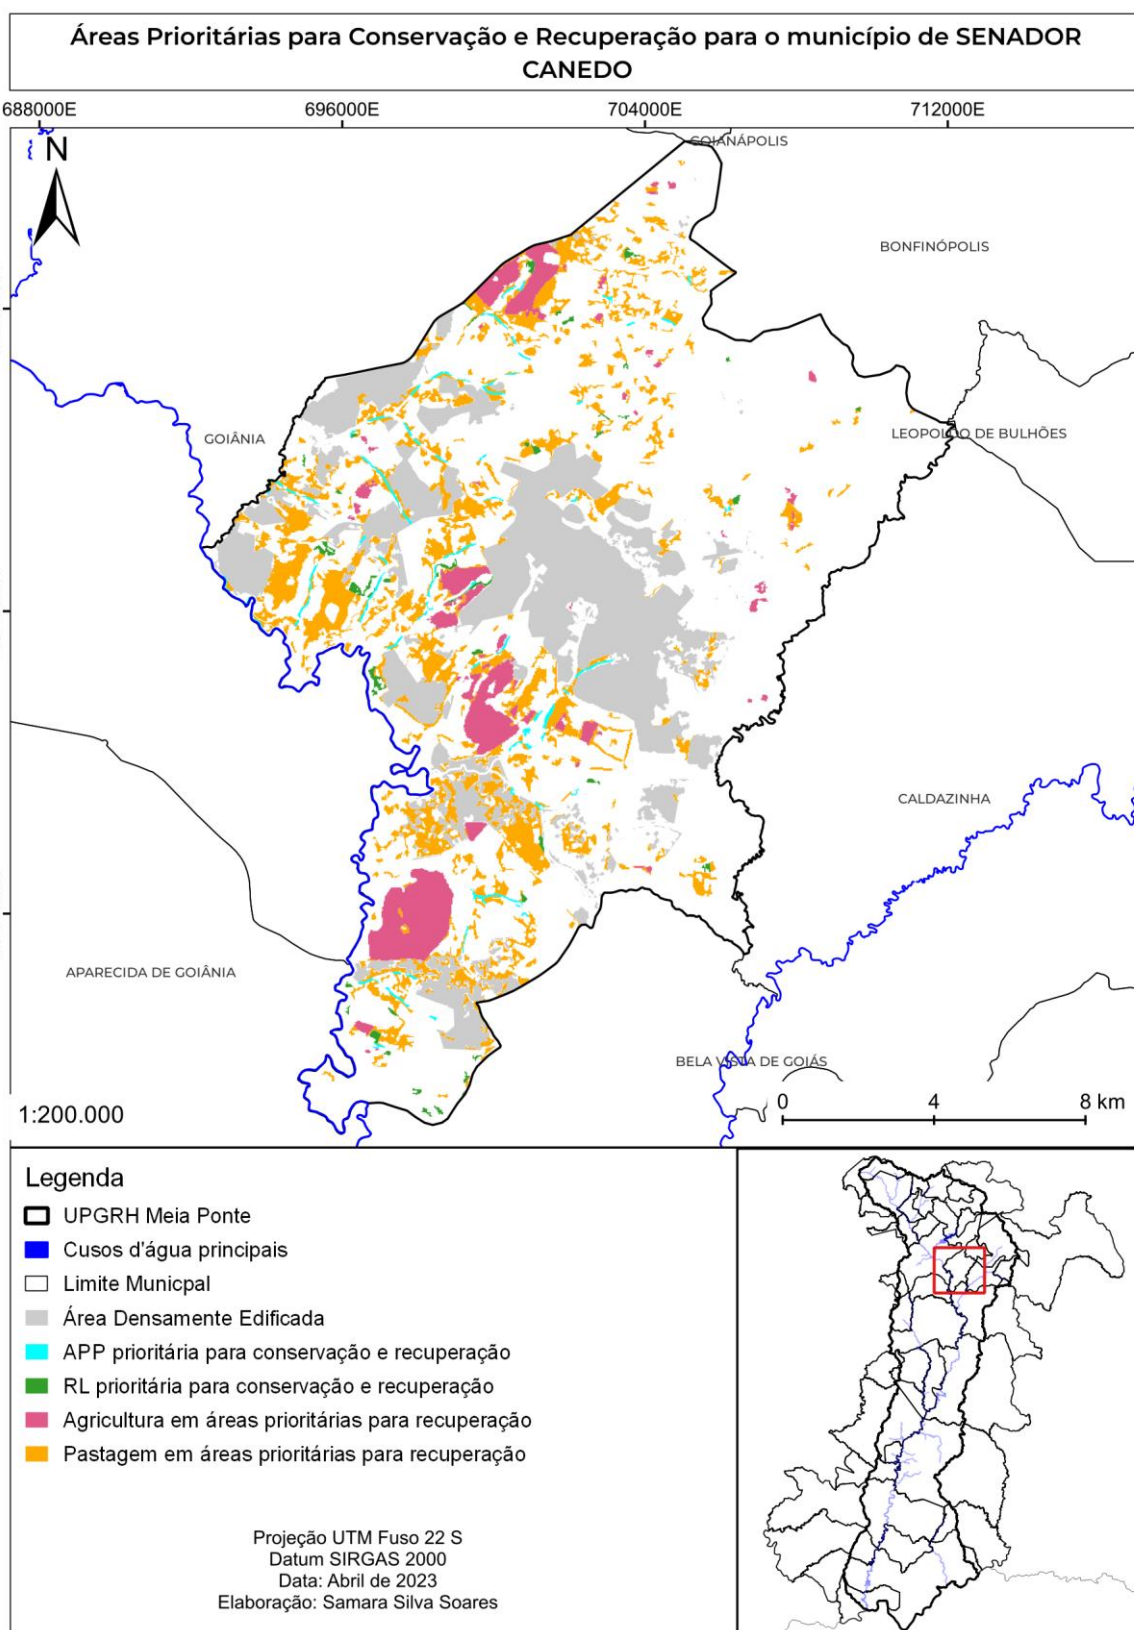 Áreas Prioritárias para Conservação e Recuperação para o município de SENADOR
CANEDO
688000E
696000E
704000E
712000E
N
GOIANÁPOLIS
BONFINÓPOLIS
GOIÂNIA
LEOPOLDO DE BULHÕES
CALDAZINHA
APARECIDA DE GOIÂNIA
BELA VISTA DE GOIÁS
1:200.000
0
4
8 km
Legenda
UPGRH Meia Ponte
Cusos d'água principais
Limite Municpal
Área Densamente Edificada
APP prioritária para conservação e recuperação
RL prioritária para conservação e recuperação
Agricultura em áreas prioritárias para recuperação
Pastagem em áreas prioritárias para recuperação
Projeção UTM Fuso 22 S
Datum SIRGAS 2000
Data: Abril de 2023
Elaboração: Samara Silva Soares